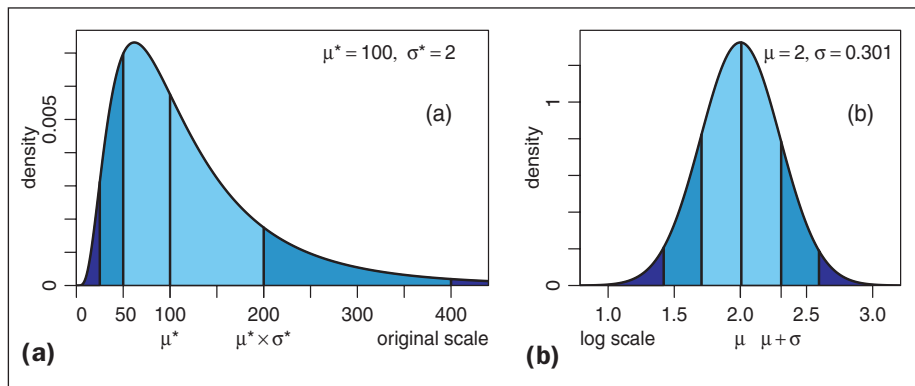 μ* = 100, σ* = 2
(a)
density
0.005
0
0 50 100 200 300 400
μ* μ* × σ* original scale
(a)
μ = 2, σ = 0.301
(b)
density
1
0
1.0 1.5 2.0 2.5 3.0
log scale μ μ + σ
(b)